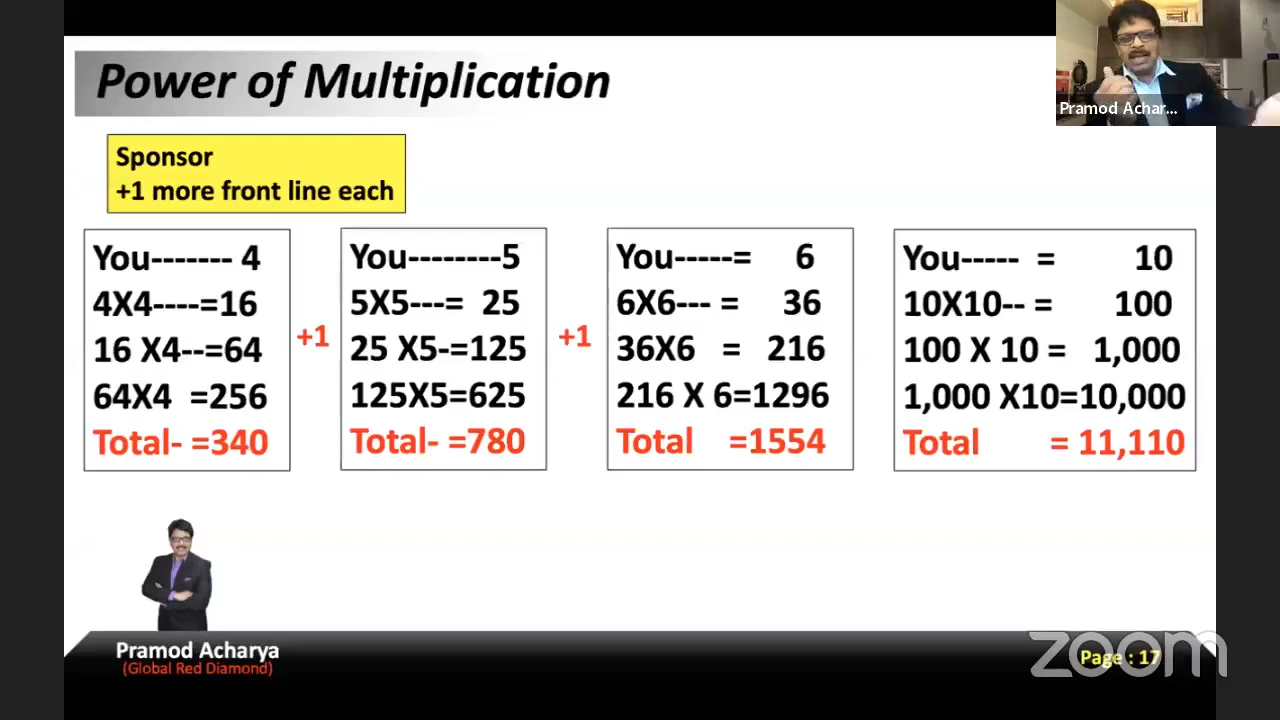 Power of Multiplication
Pramod Achar...
Sponsor
+1 more front line each
You------- 4
4X4----=16
16 X4--=64
64X4 =256
Total- =340
+1
You--------5
5X5---= 25
25 X5-=125
125X5=625
Total- =780
+1
You-----= 6
6X6--- = 36
36X6 = 216
216 X 6=1296
Total =1554
You----- = 10
10X10-- = 100
100 X 10 = 1,000
1,000 X10=10,000
Total = 11,110
Pramod Acharya
(Global Red Diamond)
Page : 17
zoom